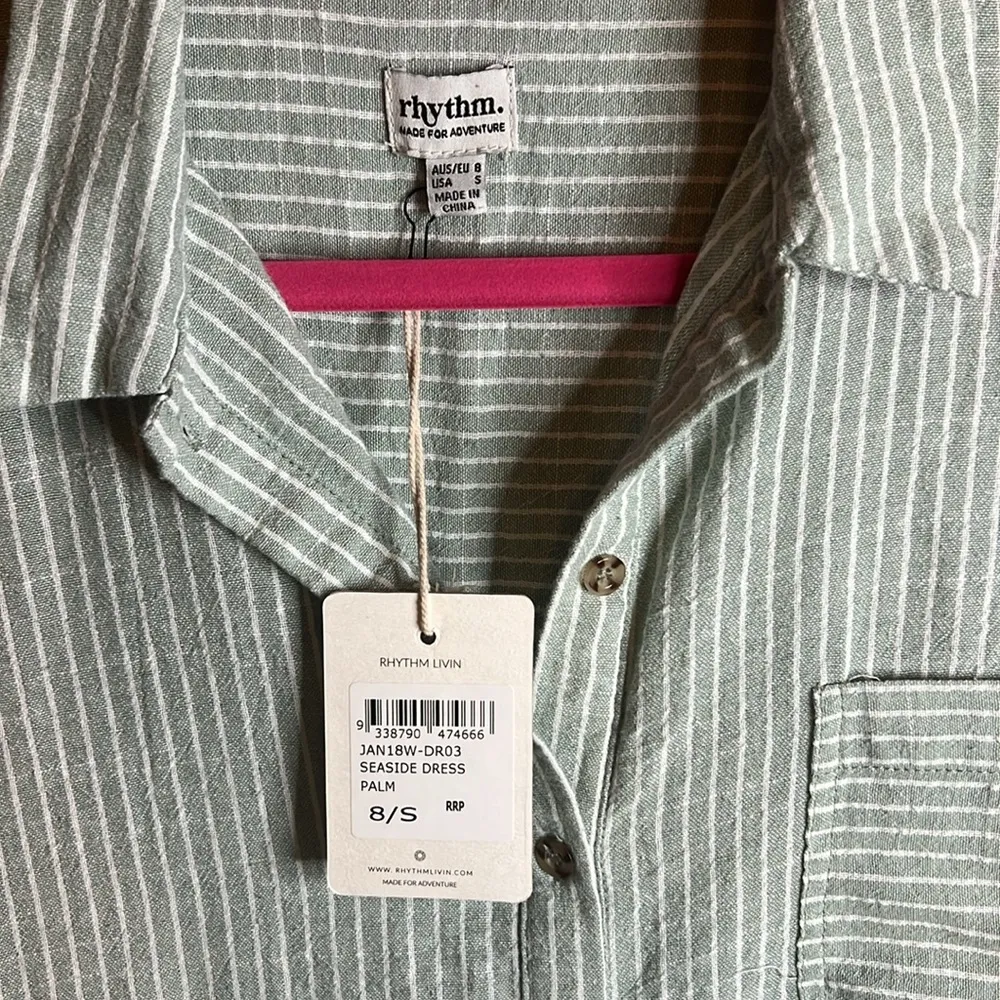 rhythm.
MADE FOR ADVENTURE
AUS/EU 8
USA S
MADE IN
CHINA
RHYTHM LIVIN
9 338790 474666
JAN18W-DR03
SEASIDE DRESS
PALM
8/S RRP
WWW.RHYTHMLIVIN.COM
MADE FOR ADVENTURE